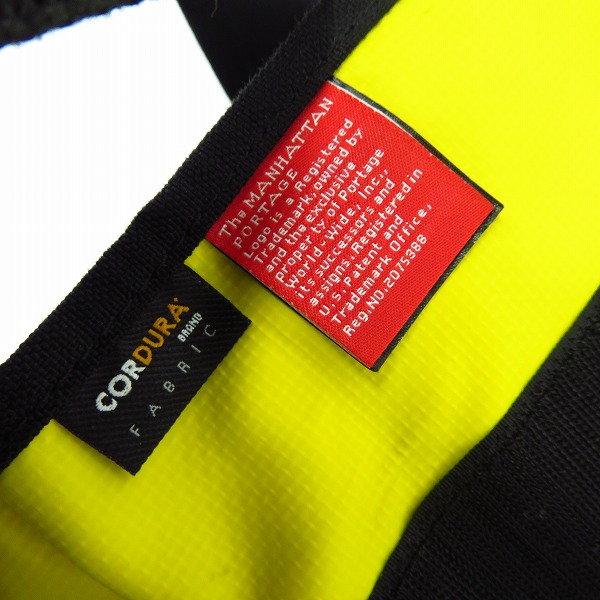 The MANHATTAN
PORTAGE
Logo is a Registered
Trademark, owned by
and the exclusive
Property of Portage
World-Wide, Inc.,
its successors and
assigns. Registered in
U.S. Patent and
Trademark Office,
Reg.NO.2075388
CORDURA®
BRAND
FABRIC